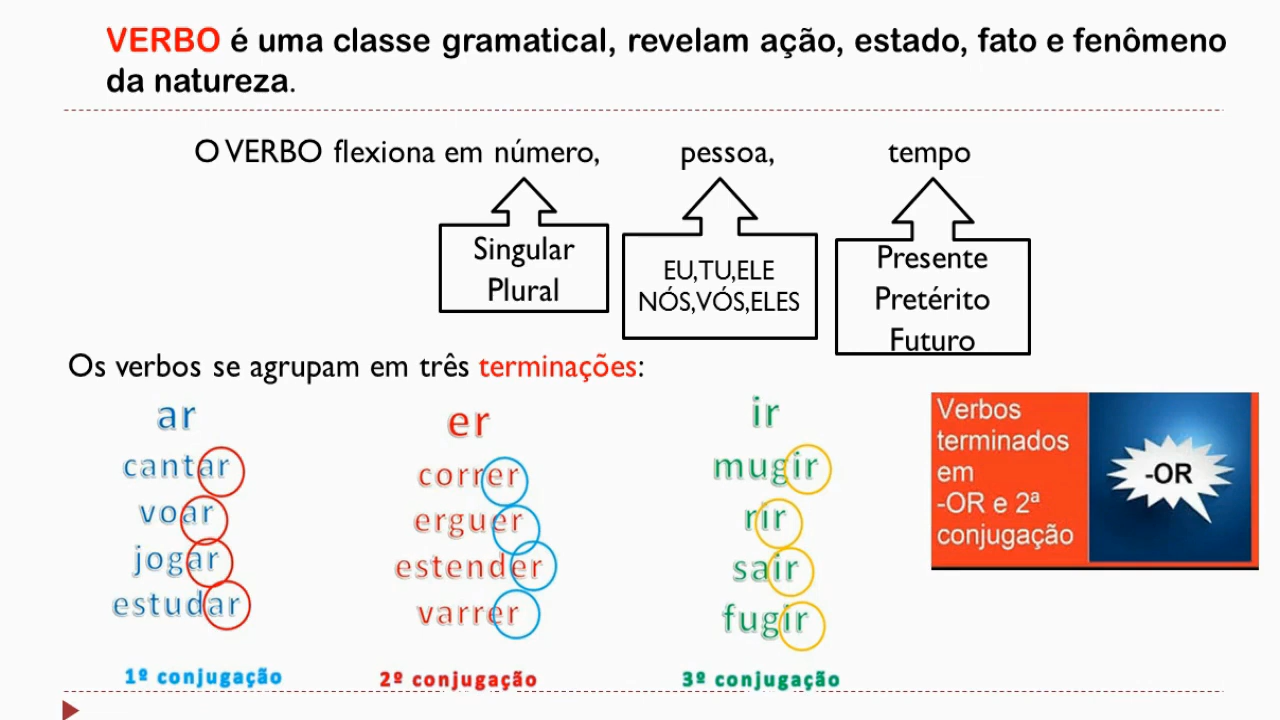 VERBO é uma classe gramatical, revelam ação, estado, fato e fenômeno
da natureza.
O VERBO flexiona em número, pessoa, tempo
Singular
Plural
EU,TU,ELE
NÓS,VÓS,ELES
Presente
Pretérito
Futuro
Os verbos se agrupam em três terminações:
ar
cantar
voar
jogar
estudar
1º conjugação
er
correr
erguer
estender
varrer
2º conjugação
ir
mugir
rir
sair
fugir
3º conjugação
Verbos
terminados
em
-OR e 2ª
conjugação
-OR